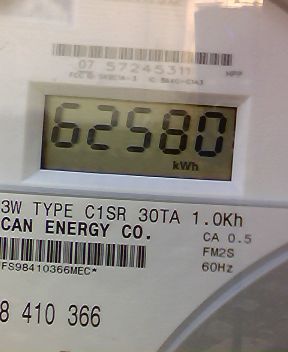 07 57245311 MPP
62580
kWh
3W TYPE C1SR 30TA 1.0Kh
CAN ENERGY CO.
CA 0.5
FM2S
60Hz
*FS98410366MEC*
8 410 366